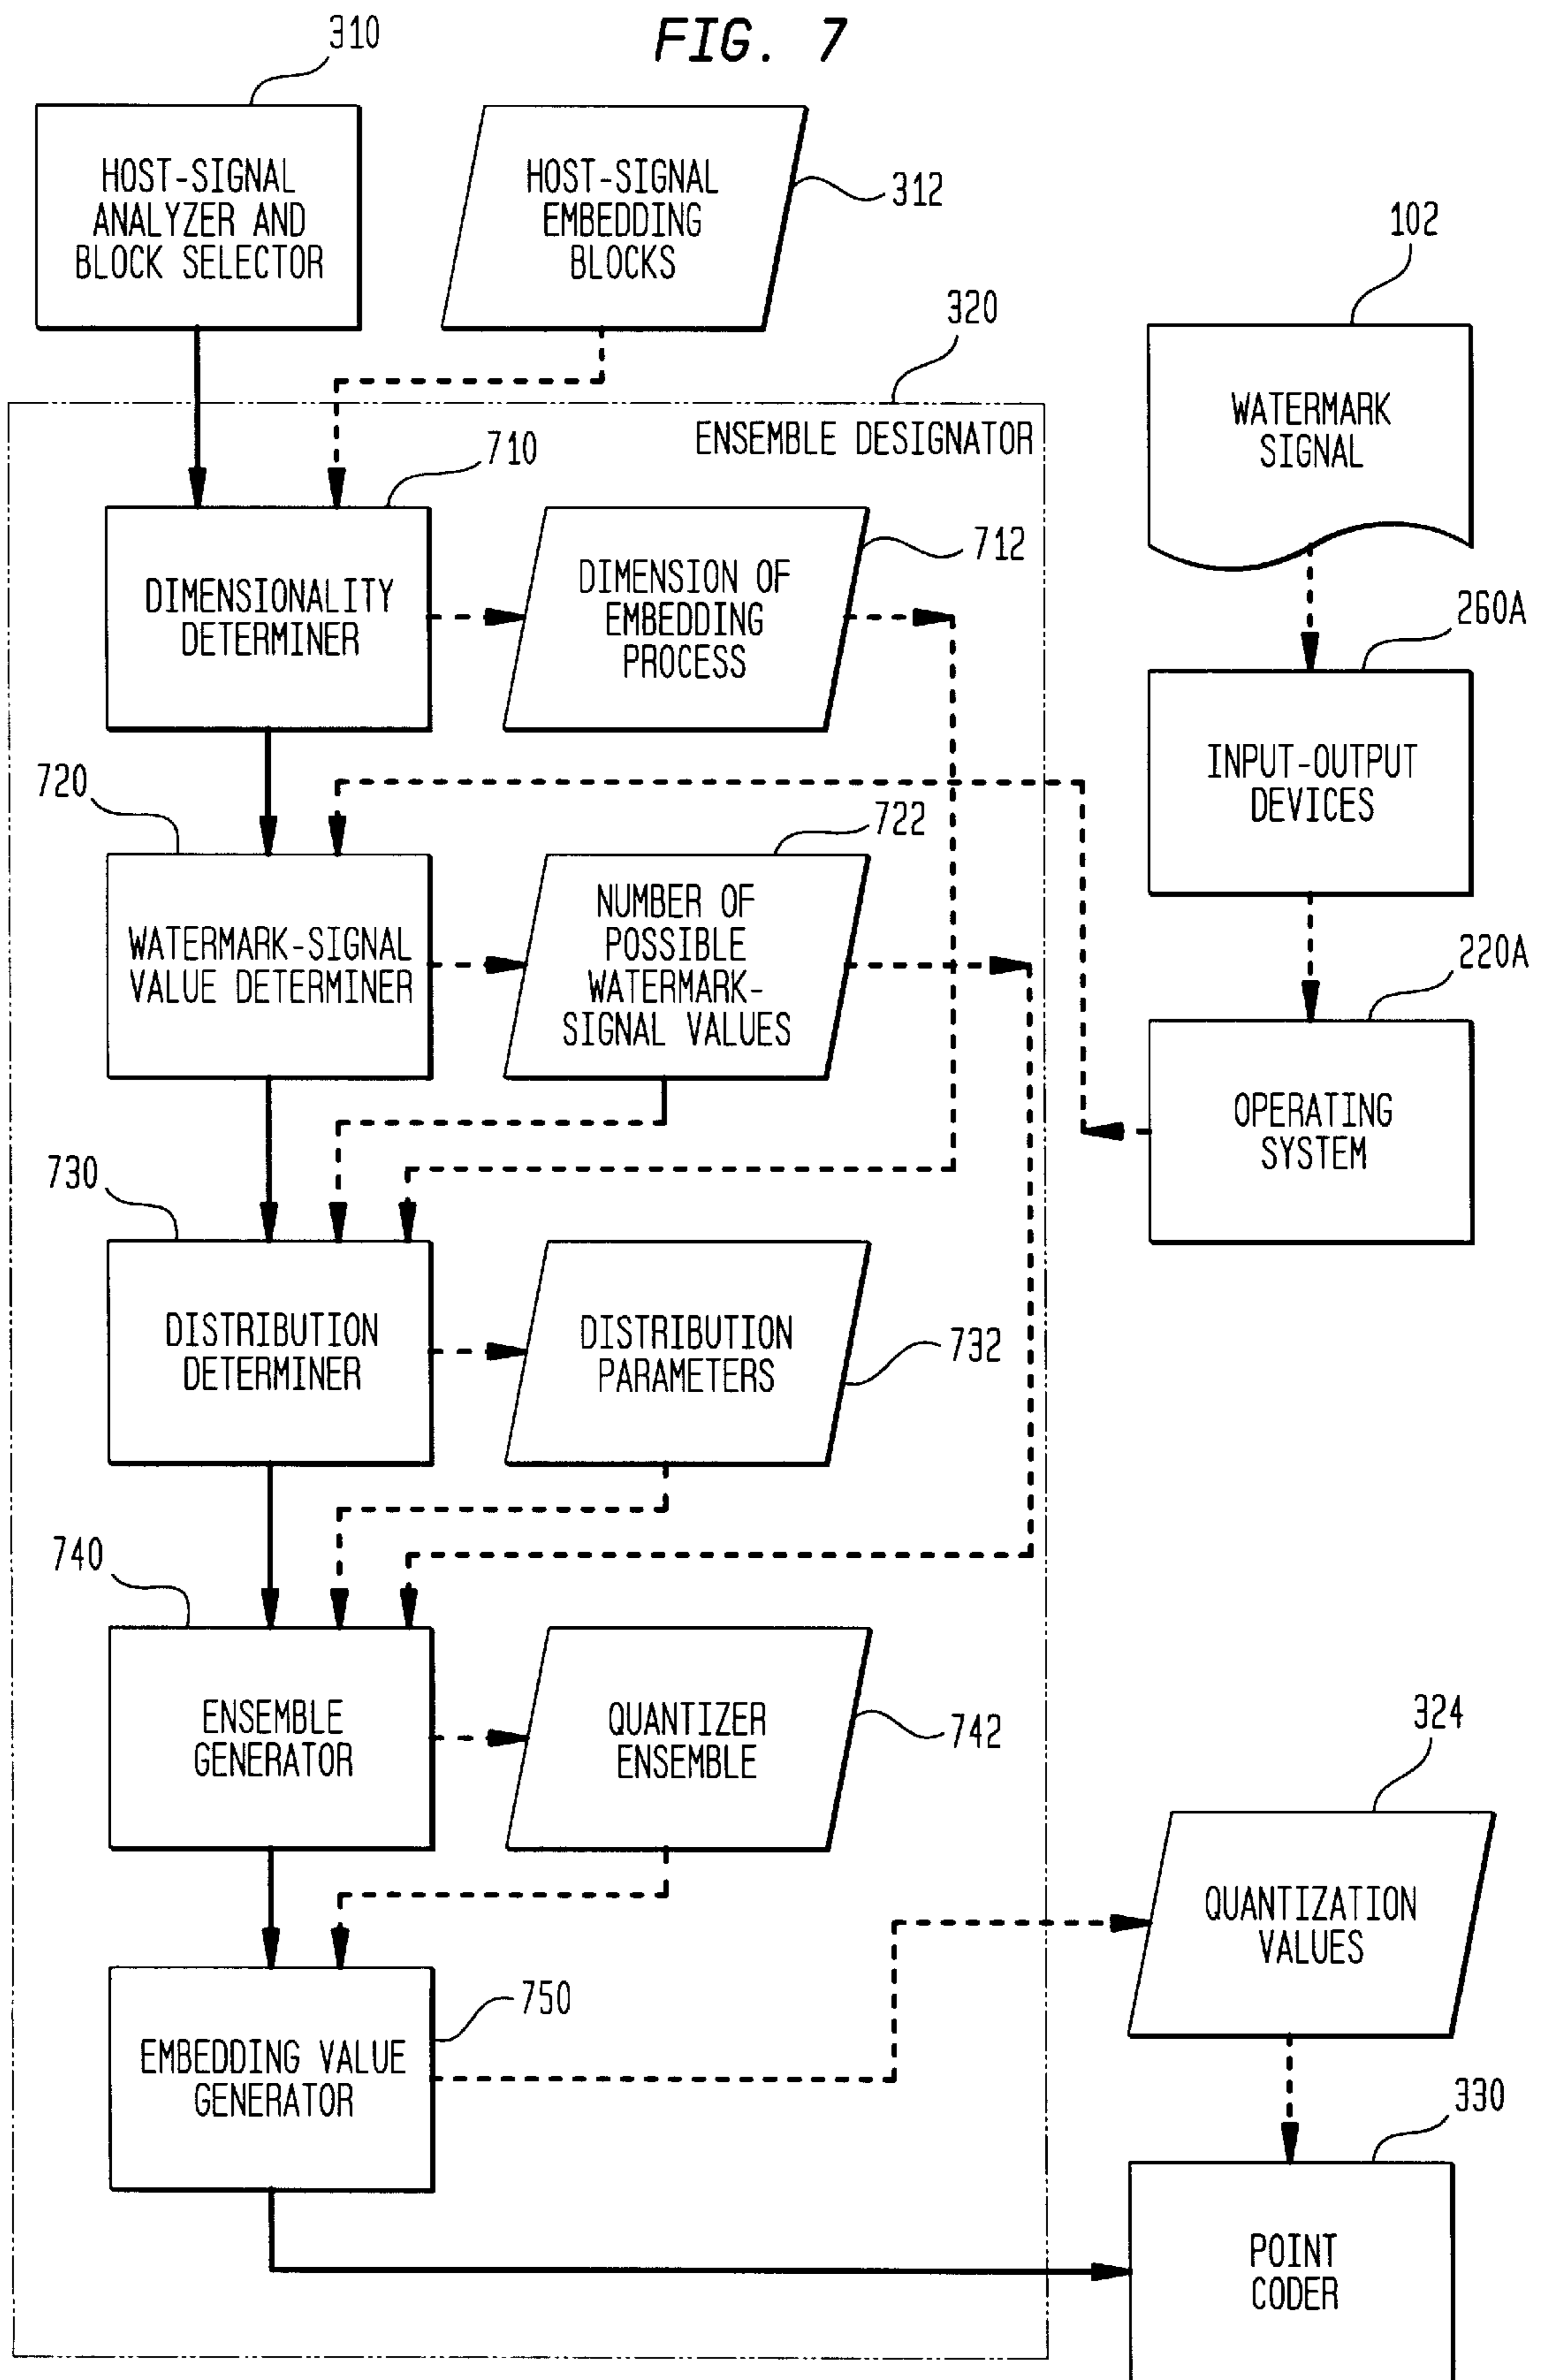 FIG. 7
310
HOST-SIGNAL
ANALYZER AND
BLOCK SELECTOR
HOST-SIGNAL
EMBEDDING
BLOCKS
312
102
WATERMARK
SIGNAL
320
ENSEMBLE DESIGNATOR
710
DIMENSIONALITY
DETERMINER
DIMENSION OF
EMBEDDING
PROCESS
712
260A
INPUT-OUTPUT
DEVICES
720
WATERMARK-SIGNAL
VALUE DETERMINER
722
NUMBER OF
POSSIBLE
WATERMARK-
SIGNAL VALUES
220A
OPERATING
SYSTEM
730
DISTRIBUTION
DETERMINER
DISTRIBUTION
PARAMETERS
732
740
ENSEMBLE
GENERATOR
QUANTIZER
ENSEMBLE
742
324
QUANTIZATION
VALUES
750
EMBEDDING VALUE
GENERATOR
330
POINT
CODER